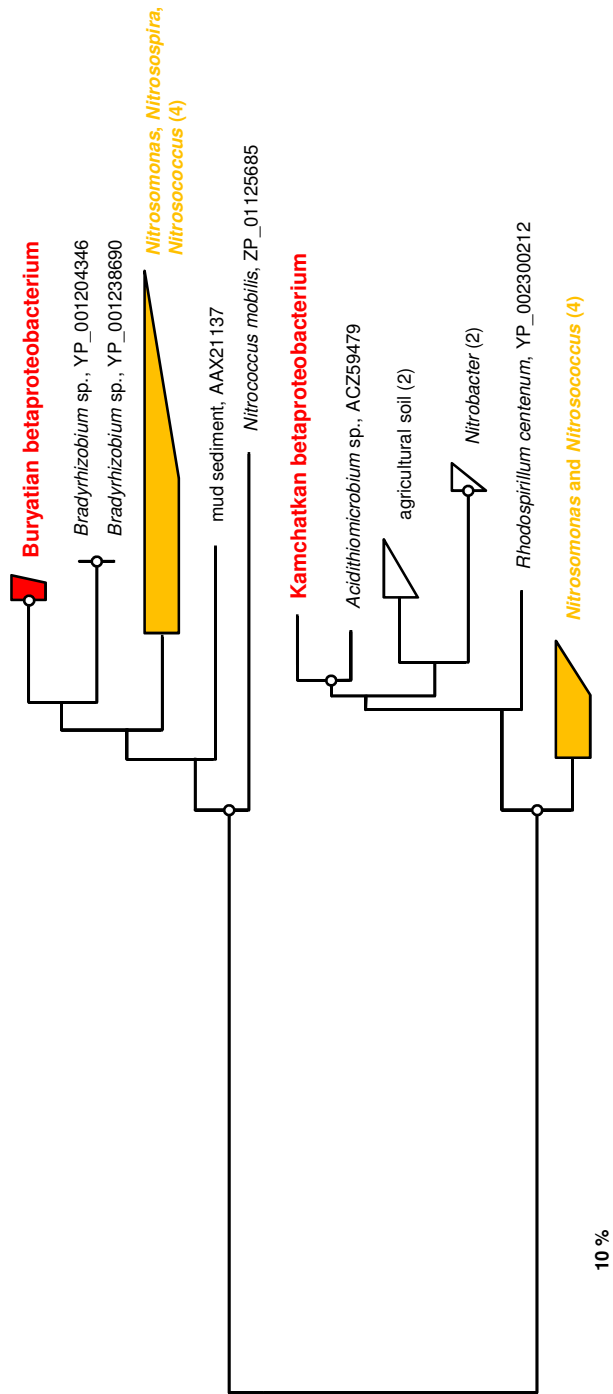 Buryatian betaproteobacterium
Bradyrhizobium sp., YP_001204346
Bradyrhizobium sp., YP_001238690
Nitrosomonas, Nitrosospira,
Nitrosococcus (4)
mud sediment, AAX21137
Nitrococcus mobilis, ZP_01125685
Kamchatkan betaproteobacterium
Acidithiomicrobium sp., ACZ59479
agricultural soil (2)
Nitrobacter (2)
Rhodospirillum centenum, YP_002300212
Nitrosomonas and Nitrosococcus (4)
10 %